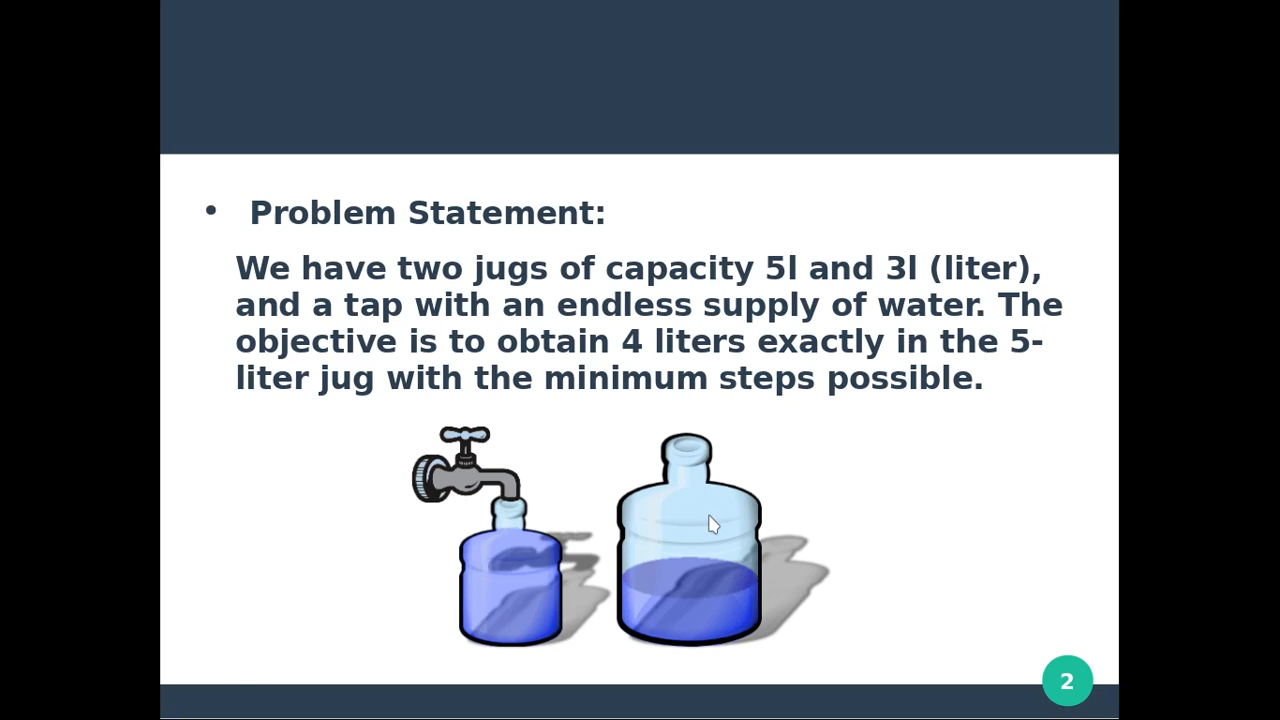 • Problem Statement:
We have two jugs of capacity 5l and 3l (liter),
and a tap with an endless supply of water. The
objective is to obtain 4 liters exactly in the 5-
liter jug with the minimum steps possible.
2